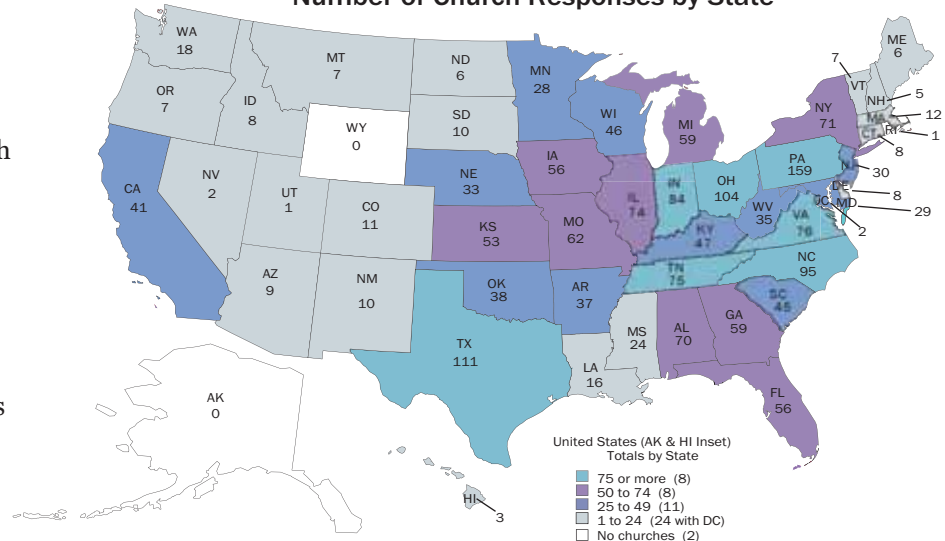 Number of Church Responses by State
WA
18
OR
7
ID
8
MT
7
ND
6
SD
10
WY
0
MN
28
WI
46
MI
59
ME
6
7
VT
NH
5
MA
12
RI
1
CT
8
NY
71
CA
41
NV
2
UT
1
CO
11
NE
33
KS
53
IA
56
MO
62
IL
74
IN
84
OH
104
PA
159
NJ
30
DE
8
MD
29
DC
2
WV
35
VA
76
KY
47
AZ
9
NM
10
OK
38
AR
37
TN
75
NC
95
SC
45
TX
111
LA
16
MS
24
AL
70
GA
59
FL
56
AK
0
HI
3
United States (AK & HI Inset)
Totals by State
75 or more (8)
50 to 74 (8)
25 to 49 (11)
1 to 24 (24 with DC)
No churches (2)
h
s